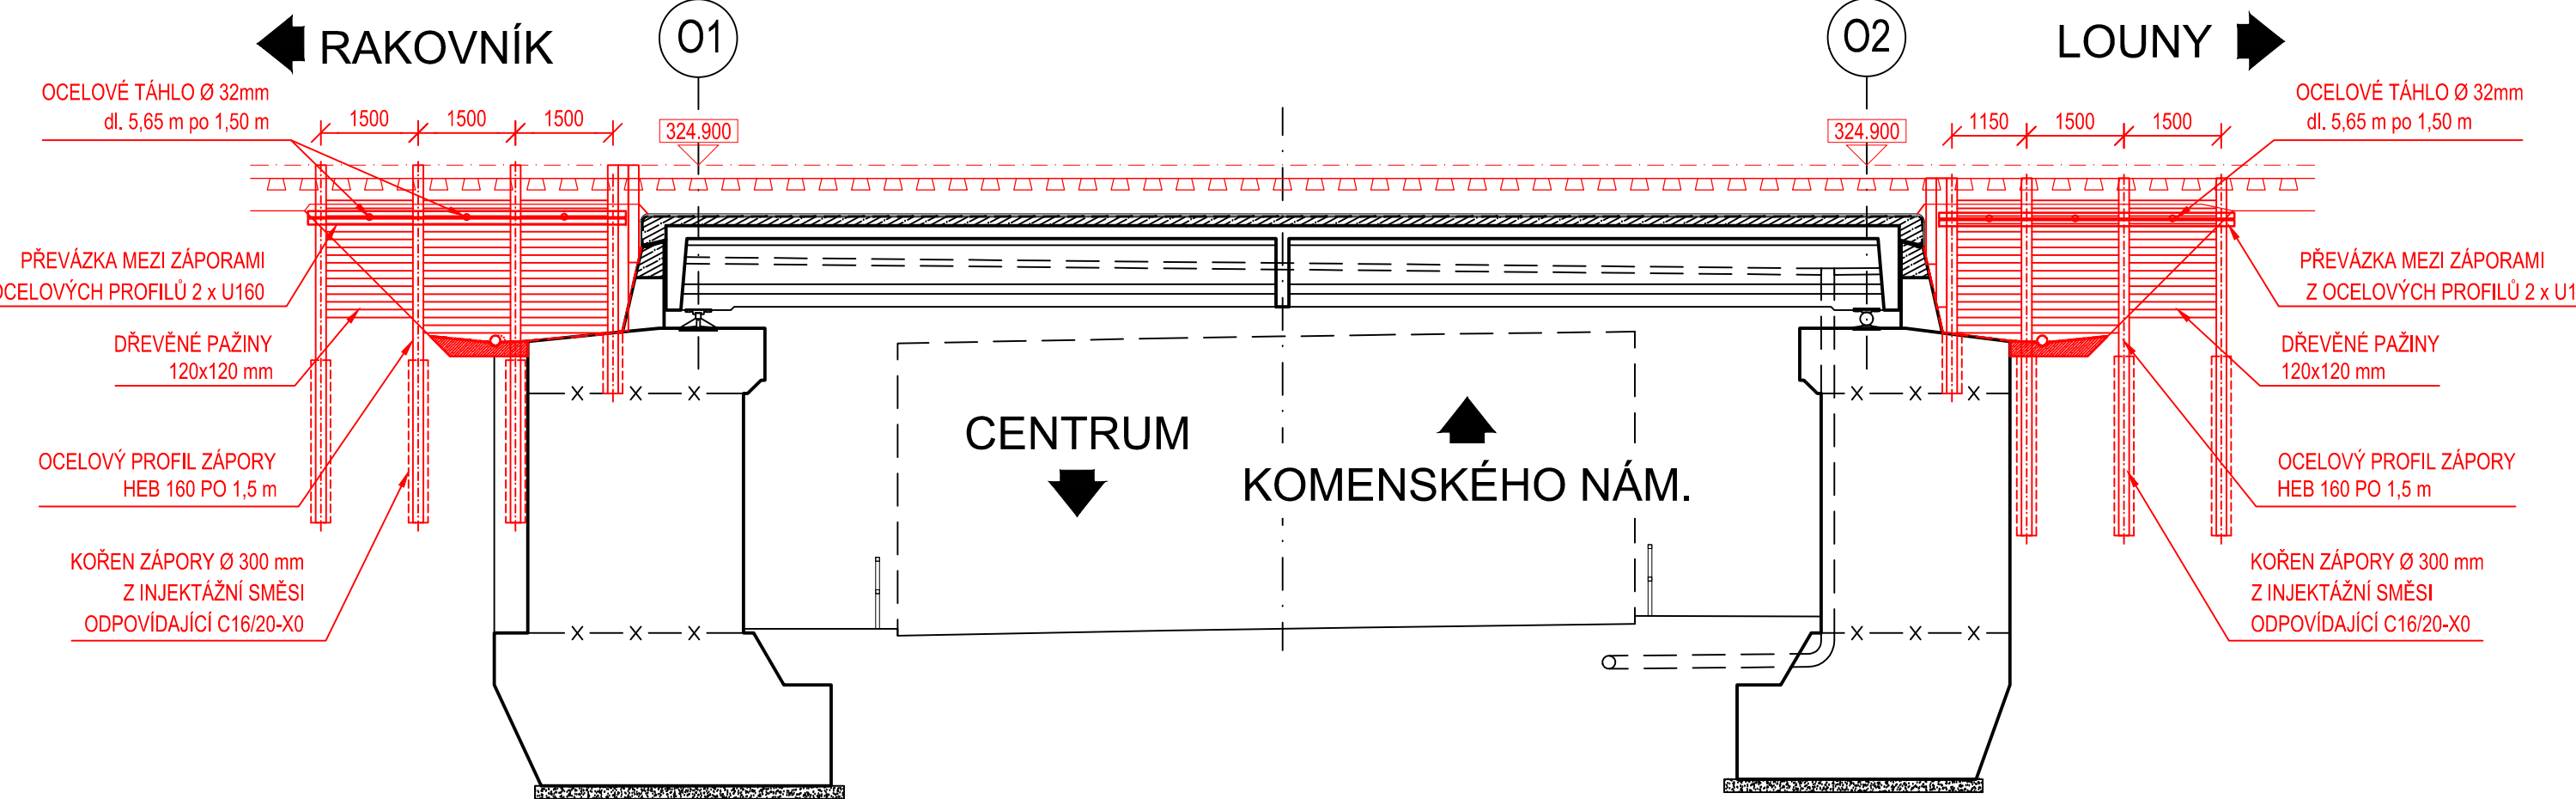 RAKOVNÍK
O1
O2
LOUNY
OCELOVÉ TÁHLO Ø 32mm
dl. 5,65 m po 1,50 m
1500
1500
1500
324.900
324.900
1150
1500
1500
OCELOVÉ TÁHLO Ø 32mm
dl. 5,65 m po 1,50 m
PŘEVÁZKA MEZI ZÁPORAMI
OCELOVÝCH PROFILŮ 2 x U160
DŘEVĚNÉ PAŽINY
120x120 mm
OCELOVÝ PROFIL ZÁPORY
HEB 160 PO 1,5 m
KOŘEN ZÁPORY Ø 300 mm
Z INJEKTÁŽNÍ SMĚSI
ODPOVÍDAJÍCÍ C16/20-X0
CENTRUM
KOMENSKÉHO NÁM.
PŘEVÁZKA MEZI ZÁPORAMI
Z OCELOVÝCH PROFILŮ 2 x U1
DŘEVĚNÉ PAŽINY
120x120 mm
OCELOVÝ PROFIL ZÁPORY
HEB 160 PO 1,5 m
KOŘEN ZÁPORY Ø 300 mm
Z INJEKTÁŽNÍ SMĚSI
ODPOVÍDAJÍCÍ C16/20-X0